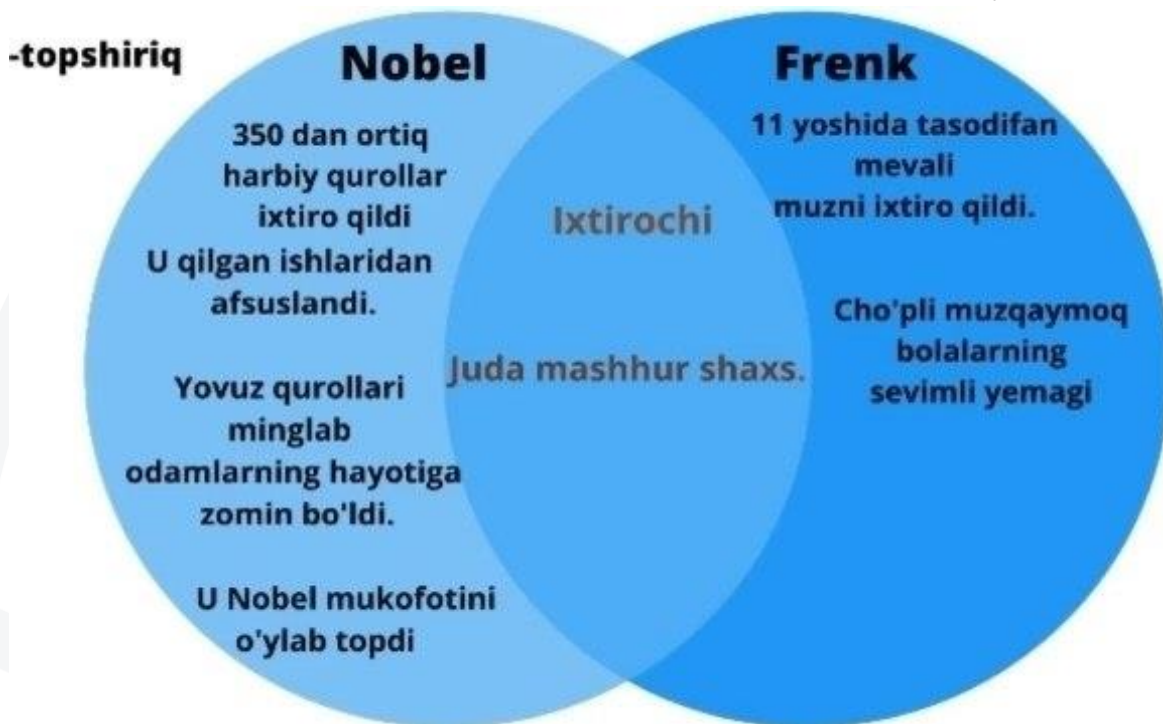 -topshiriq
Nobel
350 dan ortiq
harbiy qurollar
ixtiro qildi
U qilgan ishlaridan
afsuslandi.
Yovuz qurollari
minglab
odamlarning hayotiga
zomin bo'ldi.
U Nobel mukofotini
o'ylab topdi
Ixtirochi
Juda mashhur shaxs.
Frenk
11 yoshida tasodifan
mevali
muzni ixtiro qildi.
Cho'pli muzqaymoq
bolalarning
sevimli yemagi